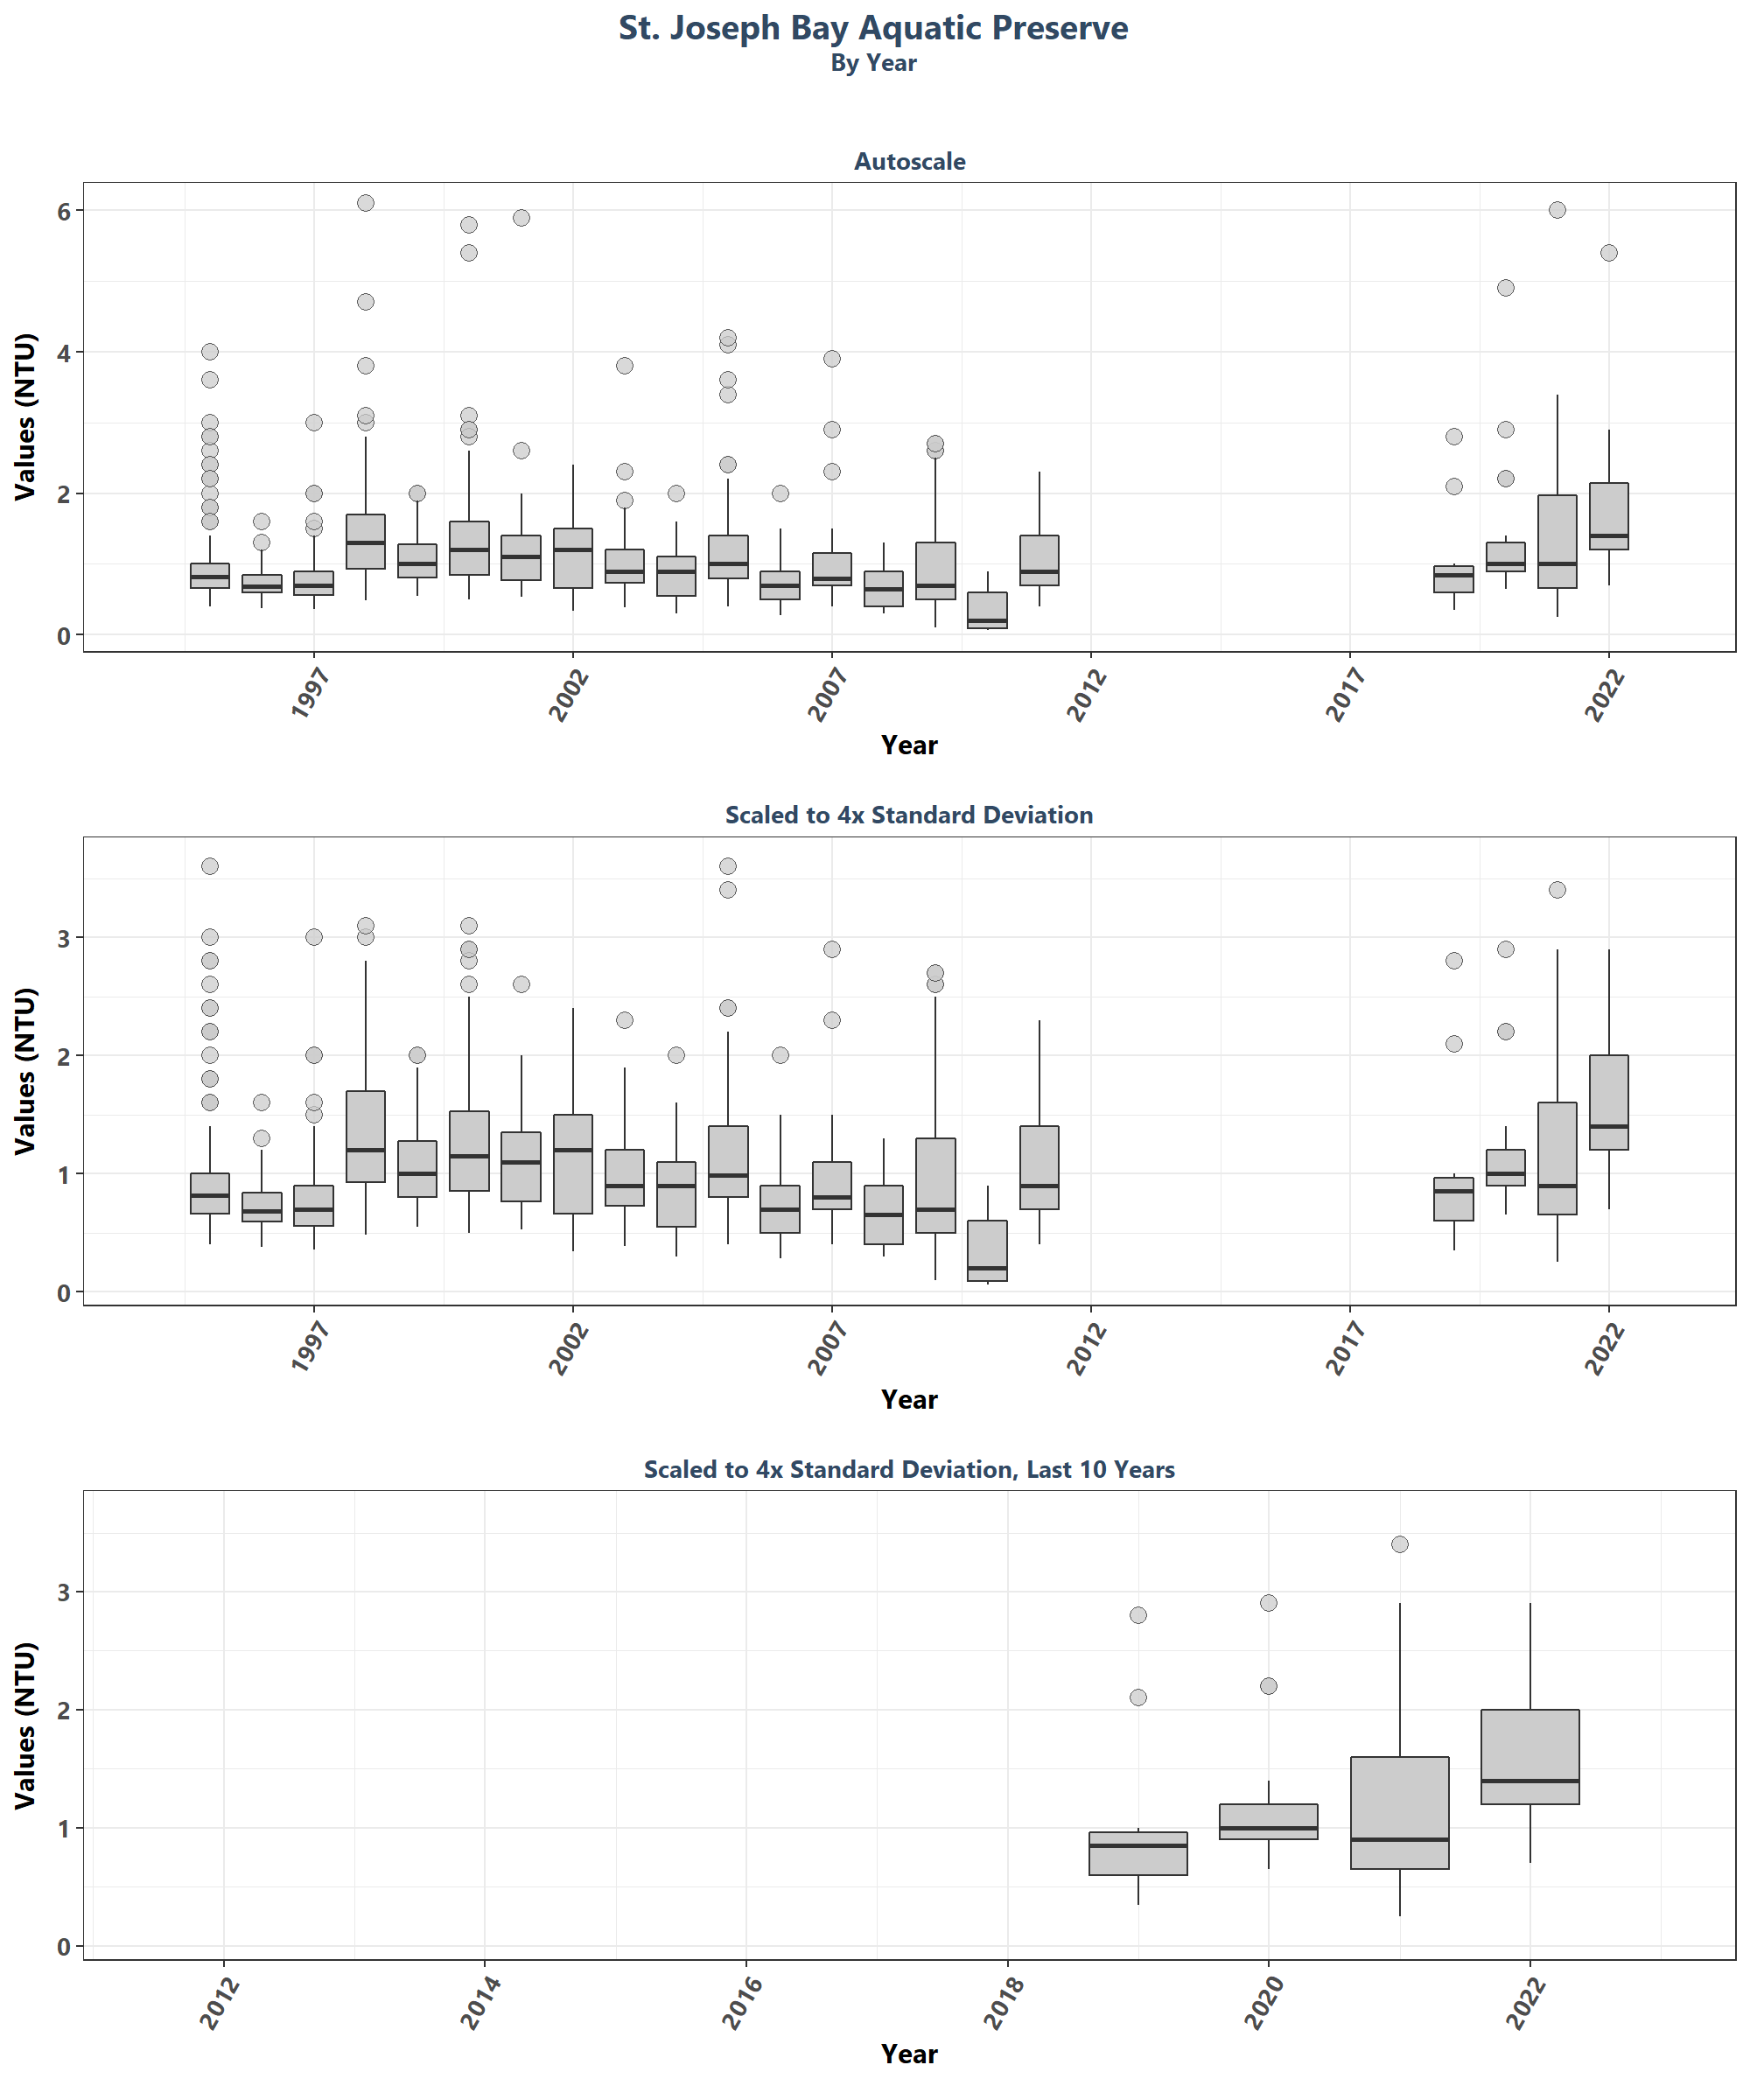 St. Joseph Bay Aquatic Preserve
By Year
Autoscale
Values (NTU)
6
4
2
0
1997
2002
2007
2012
2017
2022
Year
Scaled to 4x Standard Deviation
Values (NTU)
3
2
1
0
1997
2002
2007
2012
2017
2022
Year
Scaled to 4x Standard Deviation, Last 10 Years
Values (NTU)
3
2
1
0
2012
2014
2016
2018
2020
2022
Year